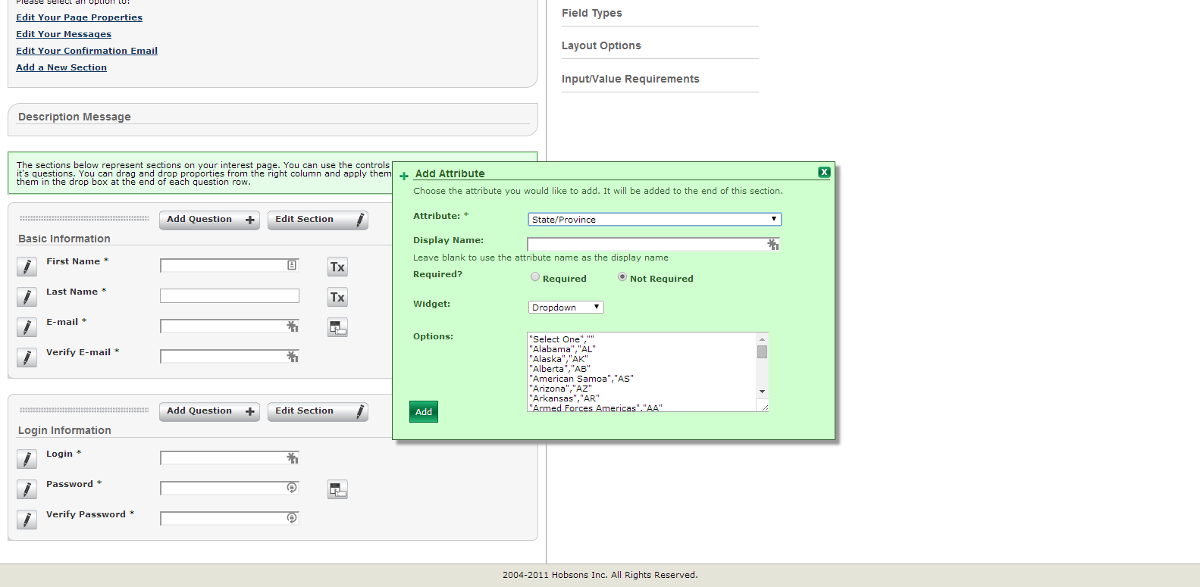 Please select an option to:
Edit Your Page Properties
Edit Your Messages
Edit Your Confirmation Email
Add a New Section
Field Types
Layout Options
Input/Value Requirements
Description Message
The sections below represent sections on your interest page. You can use the controls
it's questions. You can drag and drop properties from the right column and apply them
them in the drop box at the end of each question row.
Add Question
Edit Section
Basic Information
First Name *
Tx
Last Name *
Tx
E-mail *
Verify E-mail *
Add Question
Edit Section
Login Information
Login *
Password *
Verify Password *
Add Attribute
X
Choose the attribute you would like to add. It will be added to the end of this section.
Attribute: *
State/Province
Display Name:
Leave blank to use the attribute name as the display name
Required?
Required
Not Required
Widget:
Dropdown
Options:
"Select One",""
"Alabama","AL"
"Alaska","AK"
"Alberta","AB"
"American Samoa","AS"
"Arizona","AZ"
"Arkansas","AR"
"Armed Forces Americas","AA"
Add
2004-2011 Hobsons Inc. All Rights Reserved.